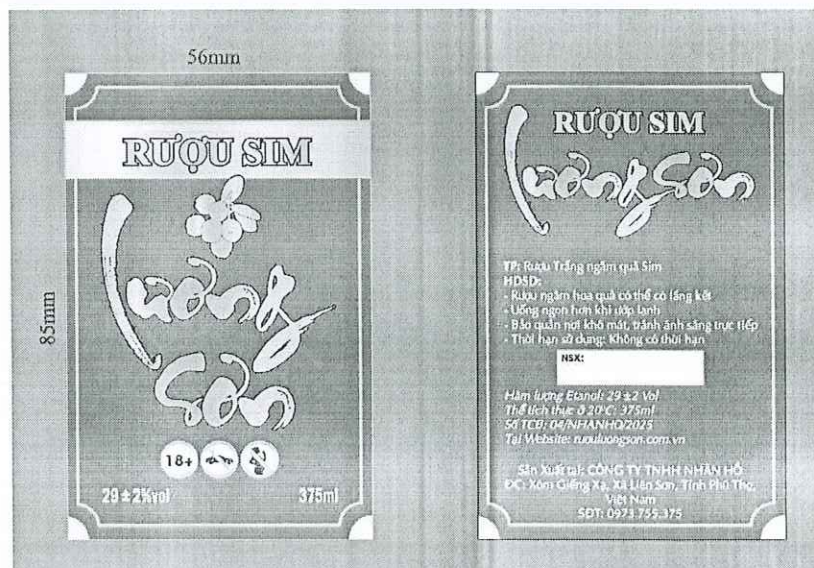 56mm
85mm
RƯỢU SIM
Lương
Sơn
18+
29 ± 2%vol
375ml
RƯỢU SIM
Lương Sơn
TP: Rượu Trắng ngâm quả Sim
HDSD:
- Rượu ngâm hoa quả có thể có lắng kết
- Uống ngon hơn khi ướp lạnh
- Bảo quản nơi khô mát, tránh ánh sáng trực tiếp
- Thời hạn sử dụng: Không có thời hạn
NSX:
Hàm lượng Etanol: 29 ±2 Vol
Thể tích thực ở 20°C: 375ml
Số TCB: 04/NHANHO/2025
Tại Website: ruouluongson.com.vn
Sản Xuất tại: CÔNG TY TNHH NHÂN HÔ
ĐC: Xóm Giếng Xạ, Xã Liên Sơn, Tỉnh Phú Thọ,
Việt Nam
SĐT: 0973.755.375